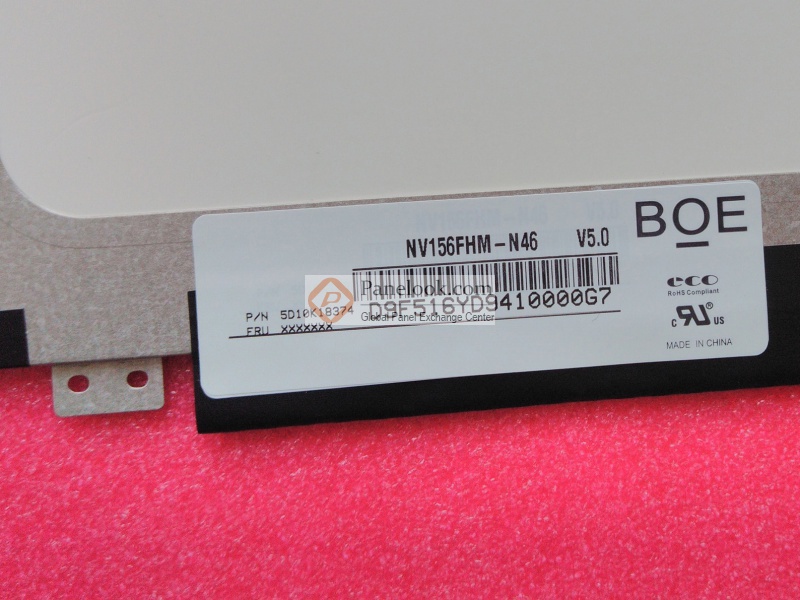 BOE
NV156FHM-N46 V5.0
Panelook.com
D9F516YD9410000G7
Global Panel Exchange Center
P/N 5D10K18374
FRU XXXXXXX
eco
RoHS Compliant
c RU US
MADE IN CHINA